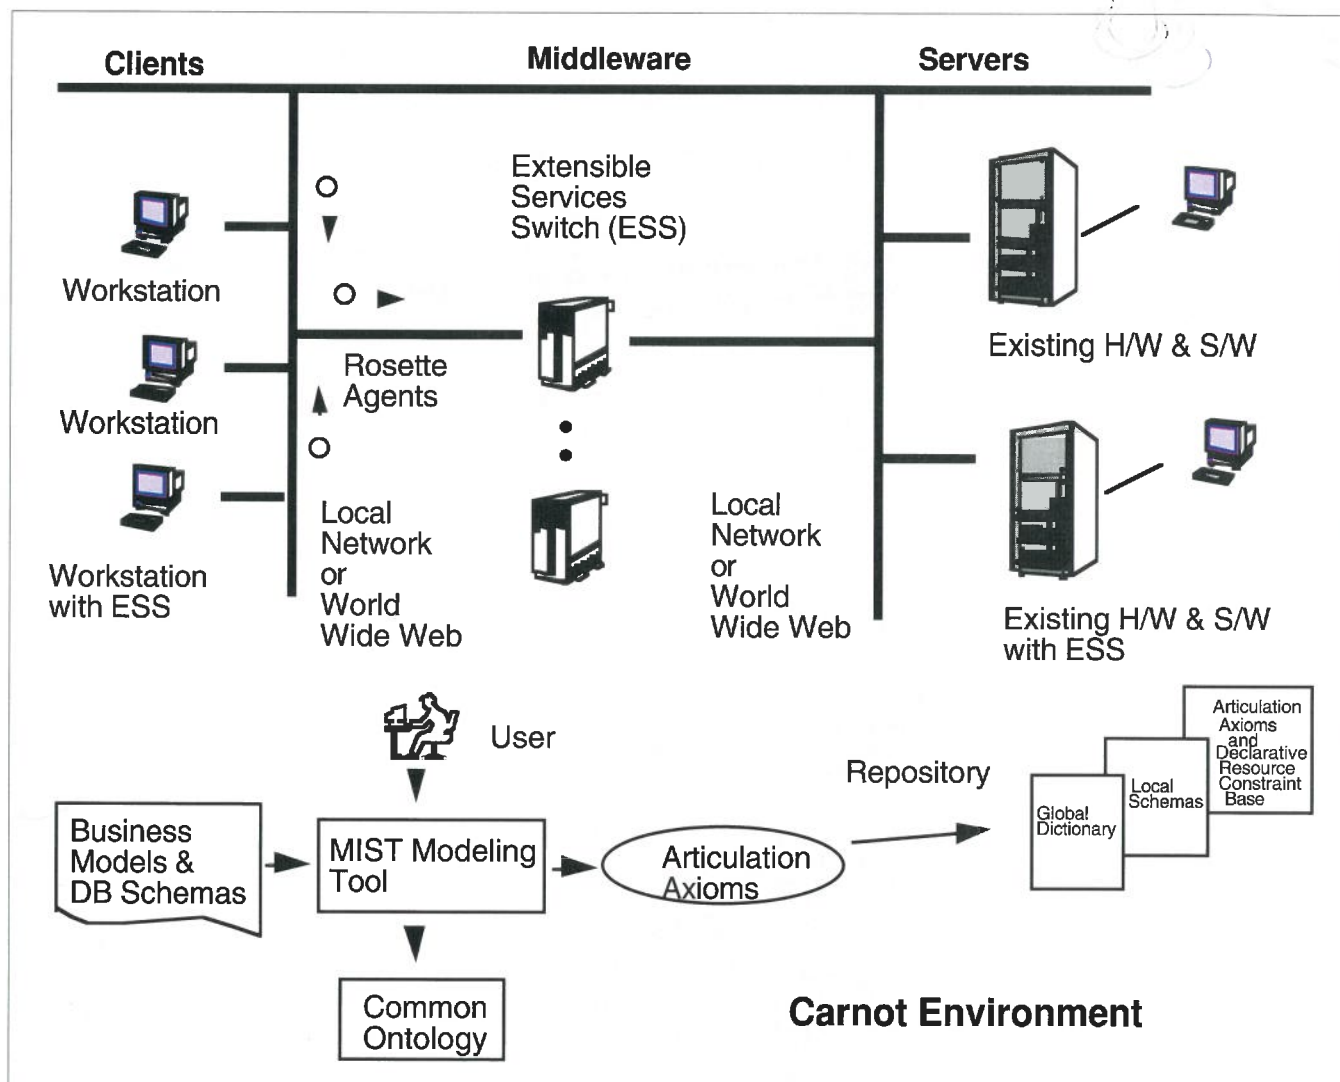 Clients
Middleware
Servers
Extensible
Services
Switch (ESS)
Workstation
Existing H/W & S/W
Rosette
Agents
Workstation
Local
Network
or
World
Wide Web
Local
Network
or
World
Wide Web
Workstation
with ESS
Existing H/W & S/W
with ESS
User
Repository
Articulation
Axioms
and
Declarative
Resource
Constraint
Base
Local
Schemas
Global
Dictionary
Business
Models &
DB Schemas
MIST Modeling
Tool
Articulation
Axioms
Common
Ontology
Carnot Environment